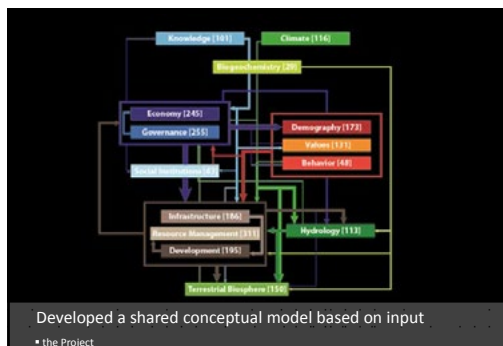 Knowledge [181]
Climate [116]
Biogeochemistry [29]
Economy [245]
Governance [255]
Demography [173]
Values [131]
Behavior [48]
Social Institutions [63]
Infrastructure [186]
Resource Management [311]
Development [195]
Hydrology [113]
Terrestrial Biosphere [150]
Developed a shared conceptual model based on input
▪ the Project